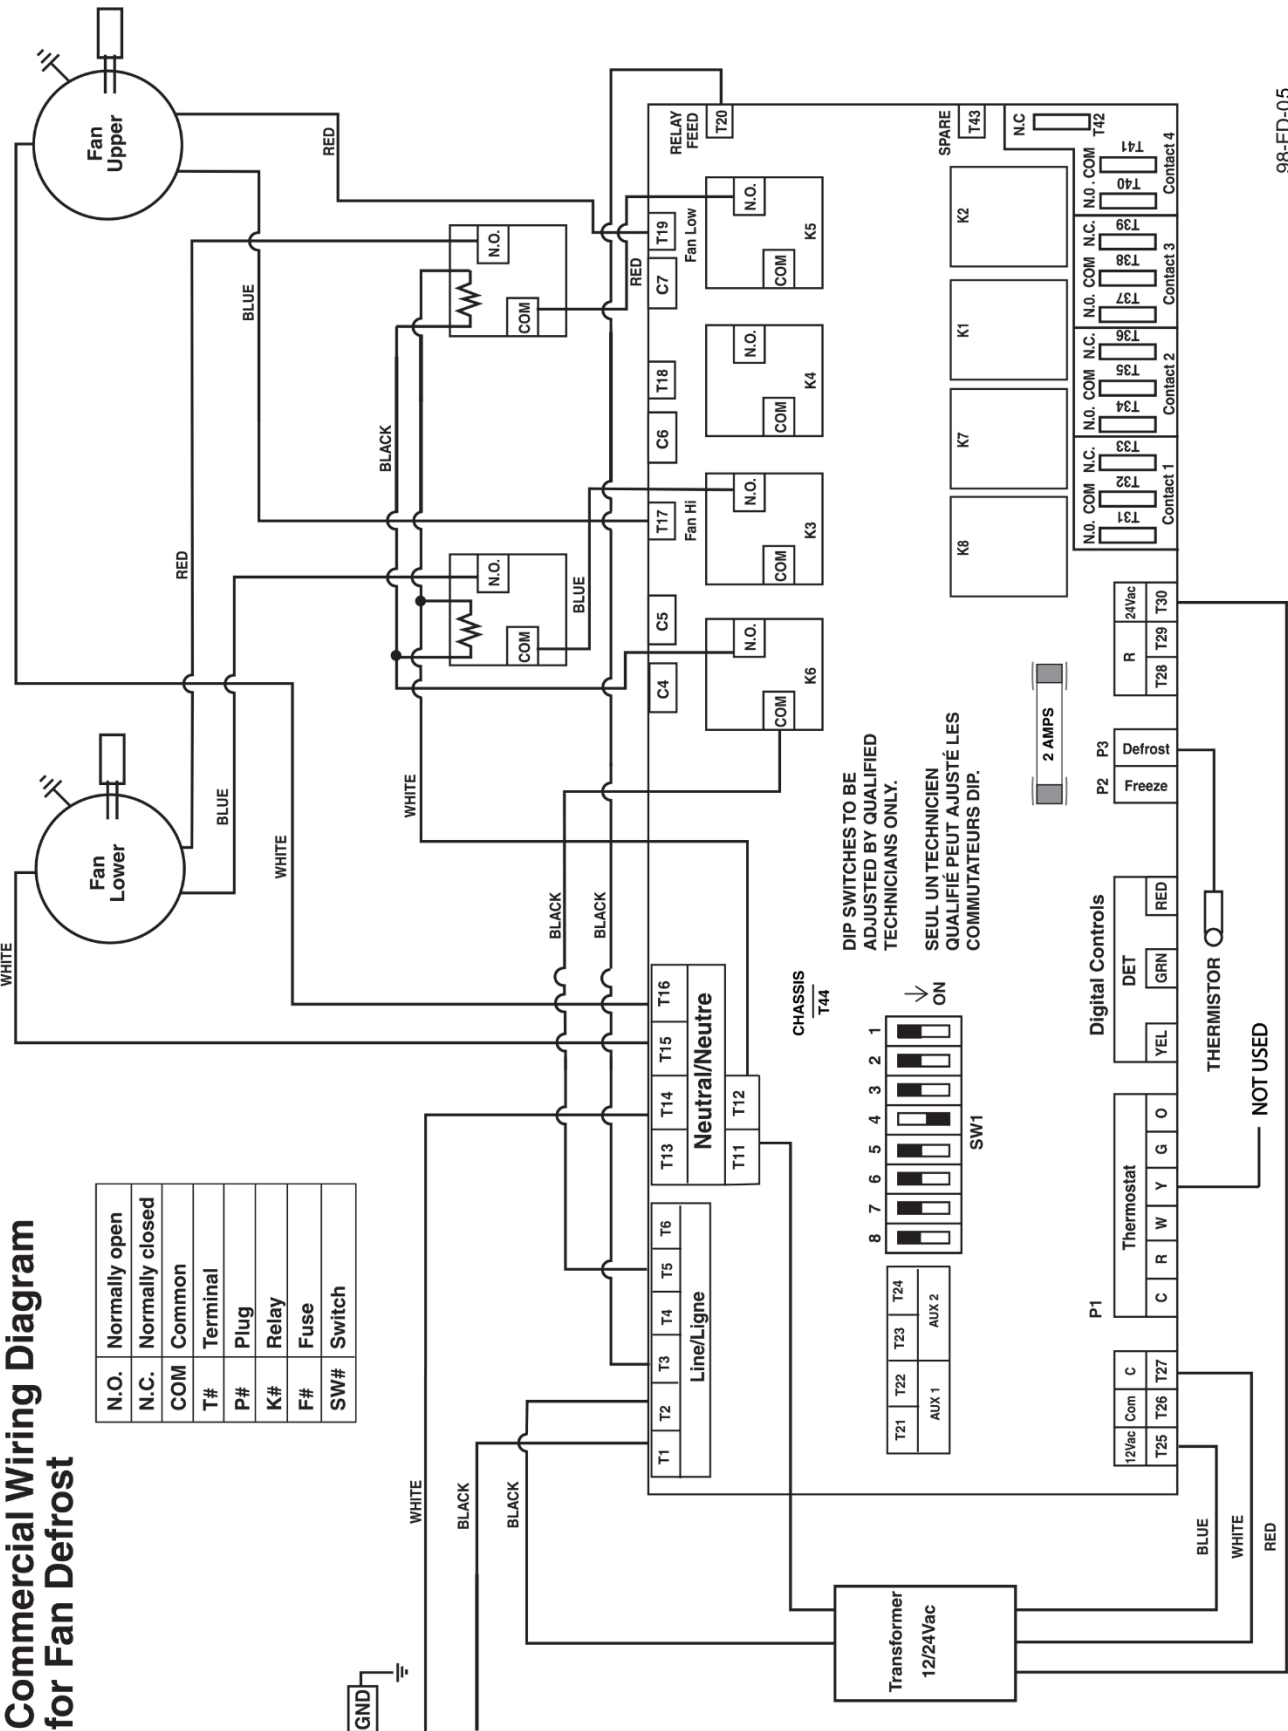 Commercial Wiring Diagram
for Fan Defrost
N.O. Normally open
N.C. Normally closed
COM Common
T# Terminal
P# Plug
K# Relay
F# Fuse
SW# Switch
GND
WHITE
BLACK
BLACK
WHITE
Fan
Lower
BLUE
WHITE
RED
BLUE
Fan
Upper
RED
BLACK
WHITE
N.O.
COM
BLUE
N.O.
COM
RED
BLACK
BLACK
T1
T2
T3
T4
T5
T6
Line/Ligne
T13
T14
T15
T16
Neutral/Neutre
T11
T12
C4
C5
T17
Fan Hi
C6
T18
C7
T19
Fan Low
RELAY
FEED
T20
COM
N.O.
K6
COM
N.O.
K3
COM
N.O.
K4
COM
N.O.
K5
CHASSIS
T44
DIP SWITCHES TO BE
ADJUSTED BY QUALIFIED
TECHNICIANS ONLY.
SEUL UN TECHNICIEN
QUALIFIÉ PEUT AJUSTÉ LES
COMMUTATEURS DIP.
8
7
6
5
4
3
2
1
ON
SW1
T21
T22
T23
T24
AUX 1
AUX 2
K8
K7
K1
K2
SPARE
T43
N.C
T42
2 AMPS
N.O. COM N.C.
T31
T32
T33
Contact 1
N.O. COM N.C.
T34
T35
T36
Contact 2
N.O. COM N.C.
T37
T38
T39
Contact 3
N.O. COM
T40
T41
Contact 4
12Vac
Com
C
T25
T26
T27
P1
Thermostat
C
R
W
Y
G
O
Digital Controls
DET
YEL
GRN
RED
P2
P3
Freeze
Defrost
R
24Vac
T28
T29
T30
Transformer
12/24Vac
BLUE
WHITE
RED
NOT USED
THERMISTOR
98-ED-05